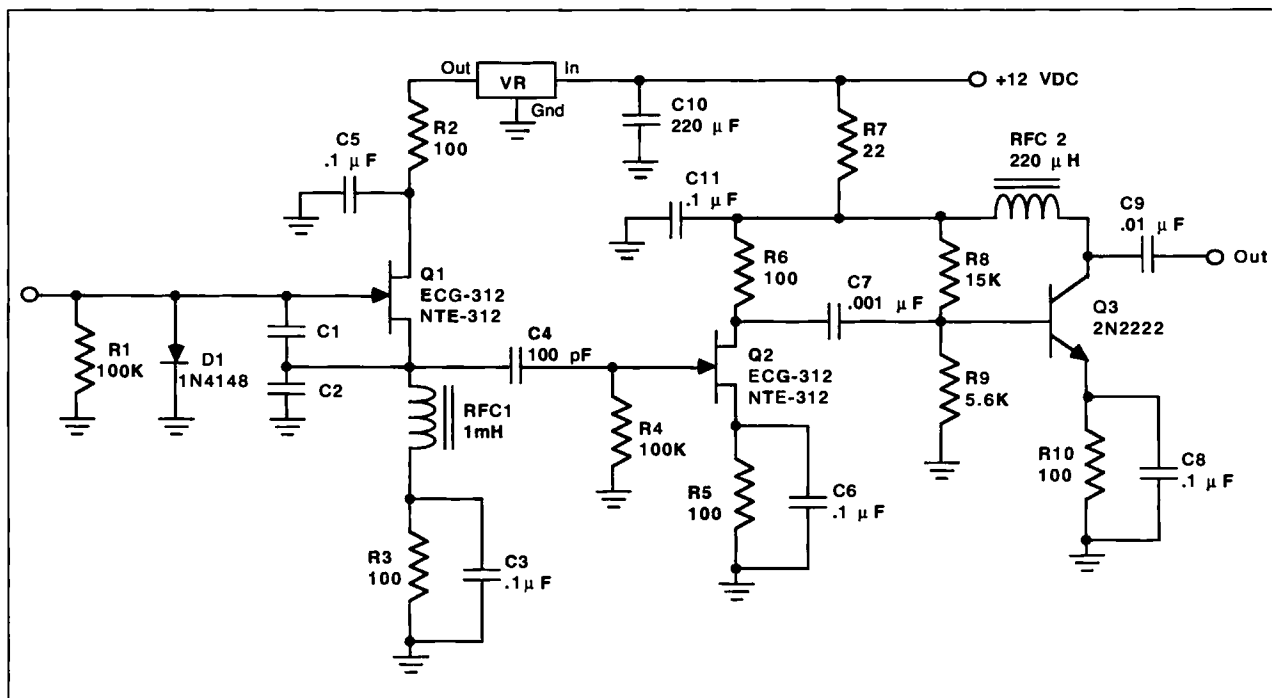 Out
VR
In
Gnd
+12 VDC
C10
220 μF
R2
100
C5
.1 μF
R7
22
RFC 2
220 μH
C11
.1 μF
C9
.01 μF
Out
R6
100
R8
15K
Q1
ECG-312
NTE-312
C7
.001 μF
Q3
2N2222
R1
100K
D1
1N4148
C1
C2
C4
100 pF
Q2
ECG-312
NTE-312
R9
5.6K
RFC1
1mH
R4
100K
R5
100
C6
.1 μF
R10
100
C8
.1 μF
R3
100
C3
.1μF